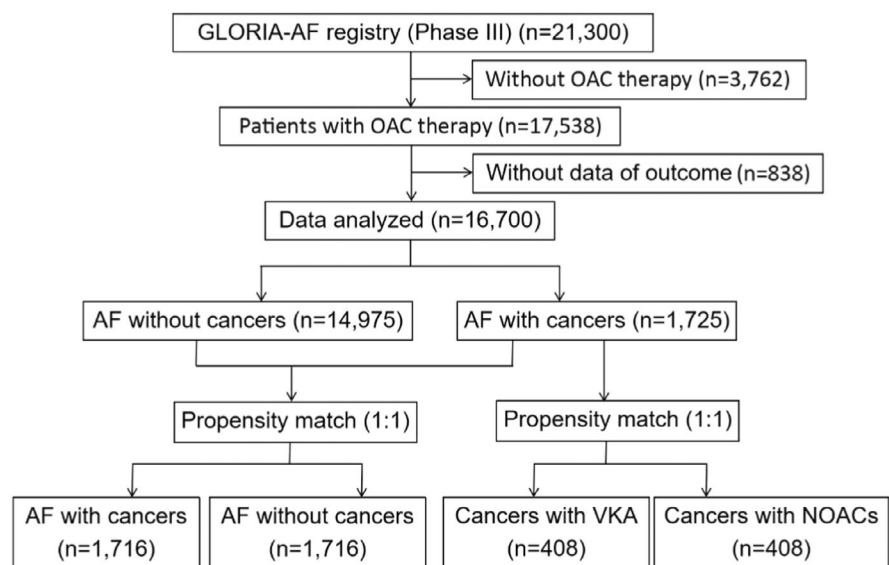 GLORIA-AF registry (Phase III) (n=21,300)
Without OAC therapy (n=3,762)
Patients with OAC therapy (n=17,538)
Without data of outcome (n=838)
Data analyzed (n=16,700)
AF without cancers (n=14,975)
AF with cancers (n=1,725)
Propensity match (1:1)
Propensity match (1:1)
AF with cancers
(n=1,716)
AF without cancers
(n=1,716)
Cancers with VKA
(n=408)
Cancers with NOACs
(n=408)